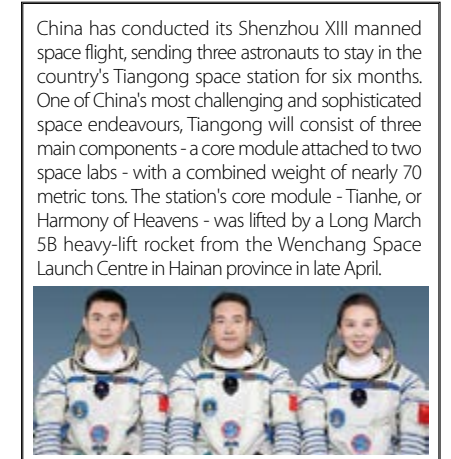 China has conducted its Shenzhou XIII manned
space flight, sending three astronauts to stay in the
country's Tiangong space station for six months.
One of China's most challenging and sophisticated
space endeavours, Tiangong will consist of three
main components - a core module attached to two
space labs - with a combined weight of nearly 70
metric tons. The station's core module - Tianhe, or
Harmony of Heavens - was lifted by a Long March
5B heavy-lift rocket from the Wenchang Space
Launch Centre in Hainan province in late April.